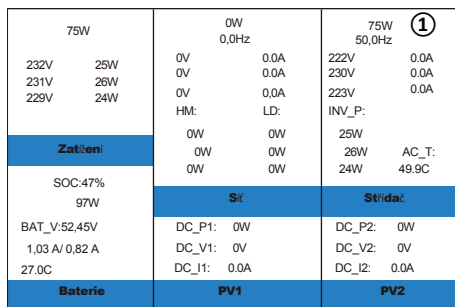 75W
232V 25W
231V 26W
229V 24W
Zatížení
SOC:47%
97W
BAT_V:52,45V
1,03 A/ 0,82 A
27.0C
Baterie
0W
0,0Hz
0V 0.0A
0V 0.0A
0V 0,0A
HM: LD:
0W 0W
0W 0W
0W 0W
Síť
DC_P1: 0W
DC_V1: 0V
DC_I1: 0.0A
PV1
75W ①
50,0Hz
222V 0.0A
230V 0.0A
223V 0.0A
INV_P:
25W
26W AC_T:
24W 49.9C
Střídač
DC_P2: 0W
DC_V2: 0V
DC_I2: 0.0A
PV2